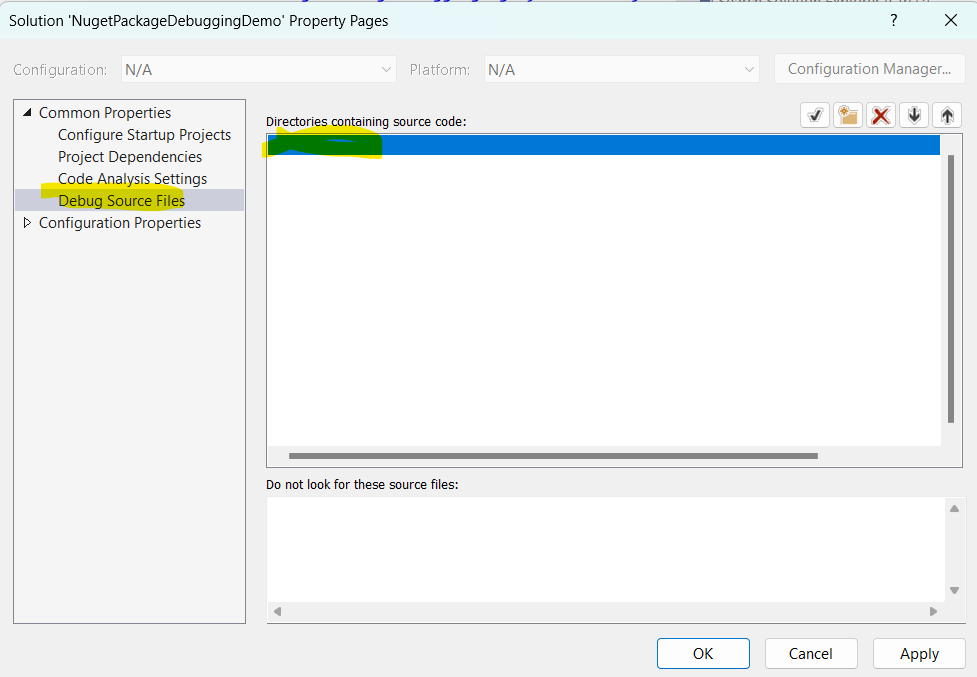 Solution 'NugetPackageDebuggingDemo' Property Pages
?
Configuration: N/A Platform: N/A Configuration Manager...
Common Properties
Configure Startup Projects
Project Dependencies
Code Analysis Settings
Debug Source Files
Configuration Properties
Directories containing source code:
Do not look for these source files:
OK Cancel Apply